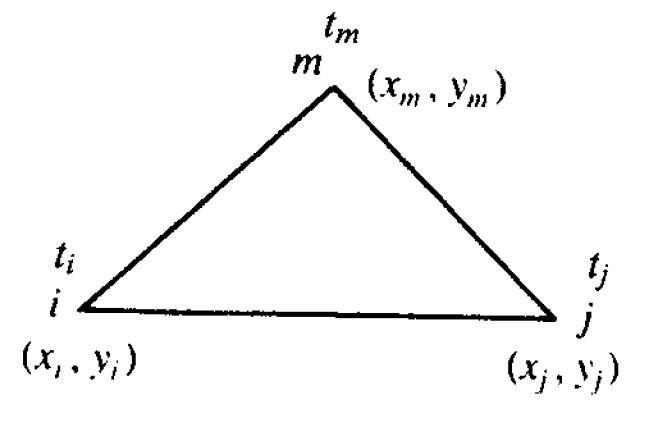 t_m
m (x_m, y_m)
t_i
t_j
i
j
(x_i, y_i)
(x_j, y_j)